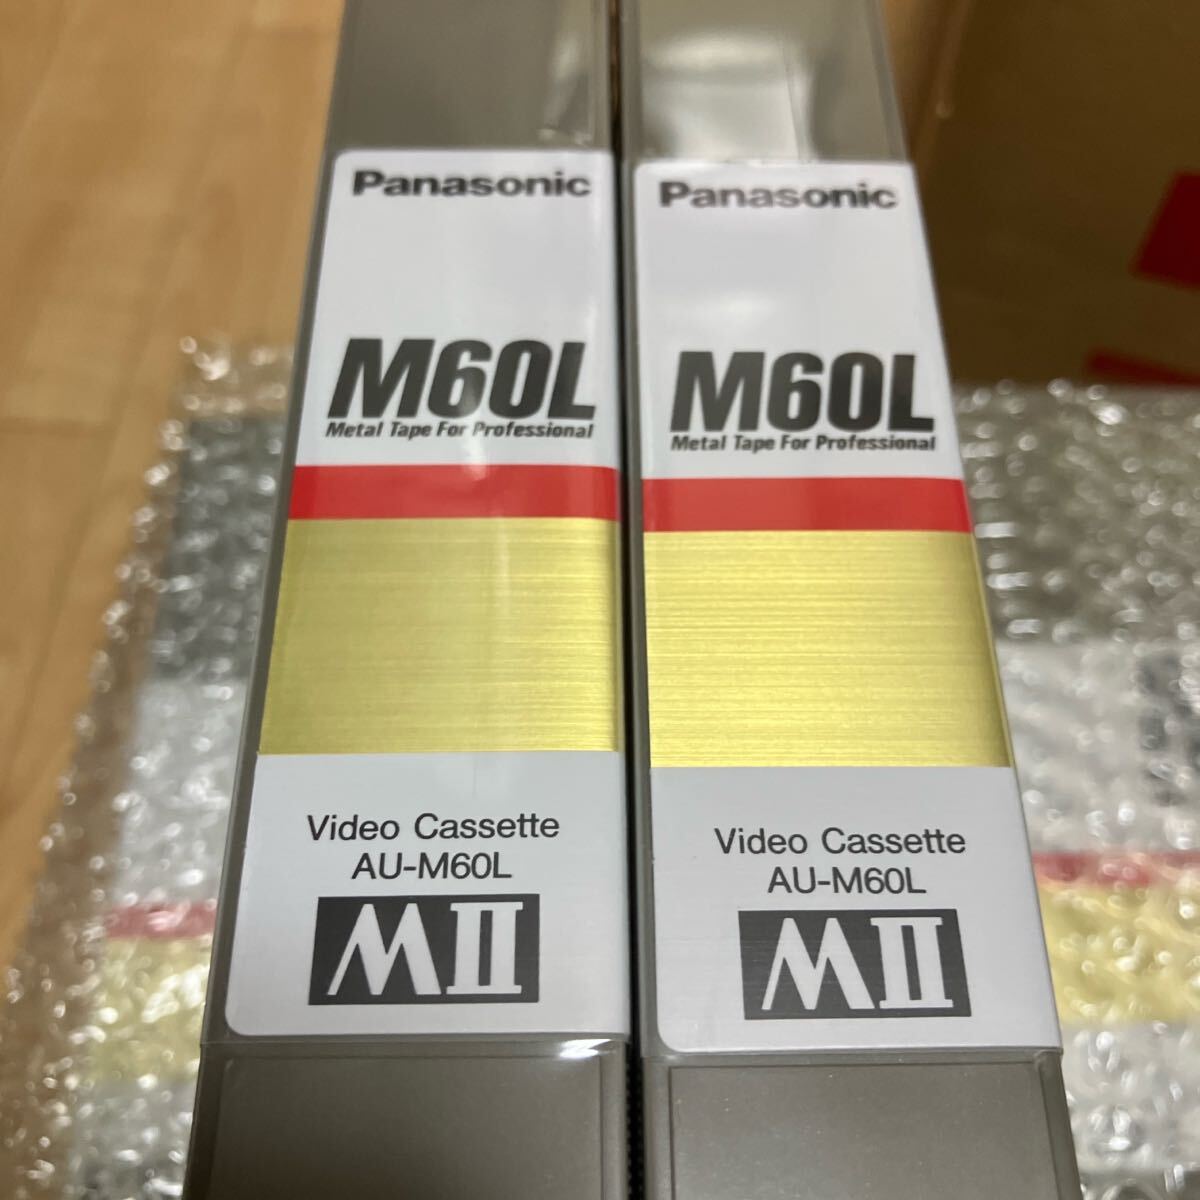 Panasonic
M60L
Metal Tape For Professional
Video Cassette
AU-M60L
MII
Panasonic
M60L
Metal Tape For Professional
Video Cassette
AU-M60L
MII